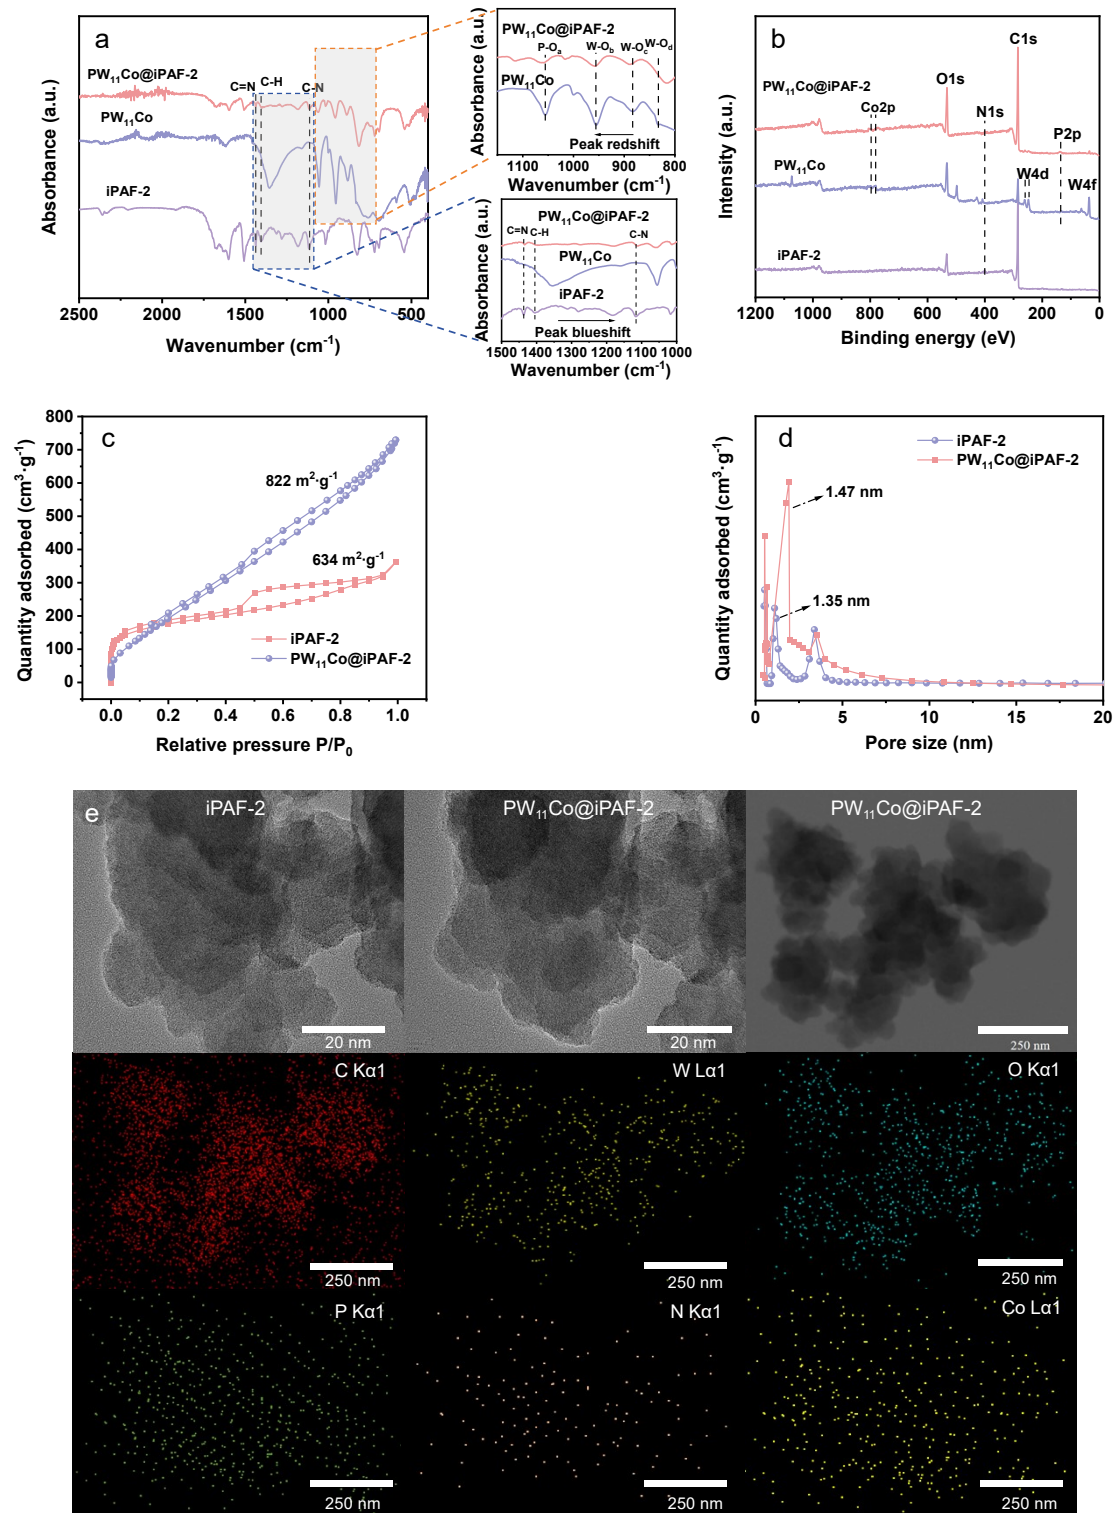 a
PW₁₁Co@iPAF-2
PW₁₁Co
iPAF-2
C=N
C-H
C-N
Absorbance (a.u.)
2500 2000 1500 1000 500
Wavenumber (cm⁻¹)
PW₁₁Co@iPAF-2
P-Oₐ W-O_b W-O_c W-O_d
PW₁₁Co
Peak redshift
Absorbance (a.u.)
1100 1000 900 800
Wavenumber (cm⁻¹)
PW₁₁Co@iPAF-2
C=N C-H C-N
PW₁₁Co
iPAF-2
Peak blueshift
Absorbance (a.u.)
1500 1400 1300 1200 1100 1000
Wavenumber (cm⁻¹)
b
C1s
O1s
PW₁₁Co@iPAF-2
Co2p
N1s
P2p
PW₁₁Co
W4d
W4f
iPAF-2
Intensity (a.u.)
1200 1000 800 600 400 200 0
Binding energy (eV)
c
800
700
600
500
400
300
200
100
0
822 m²·g⁻¹
634 m²·g⁻¹
iPAF-2
PW₁₁Co@iPAF-2
Quantity adsorbed (cm³·g⁻¹)
0.0 0.2 0.4 0.6 0.8 1.0
Relative pressure P/P₀
d
iPAF-2
PW₁₁Co@iPAF-2
1.47 nm
1.35 nm
Quantity adsorbed (cm³·g⁻¹)
0 5 10 15 20
Pore size (nm)
e
iPAF-2
20 nm
PW₁₁Co@iPAF-2
20 nm
PW₁₁Co@iPAF-2
250 nm
C Kα1
250 nm
W Lα1
250 nm
O Kα1
250 nm
P Kα1
250 nm
N Kα1
250 nm
Co Lα1
250 nm